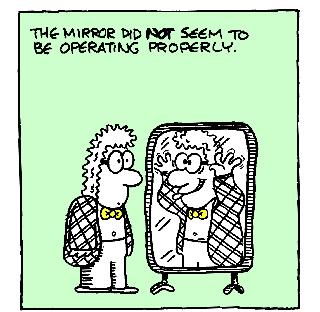 THE MIRROR DID NOT SEEM TO
BE OPERATING PROPERLY.